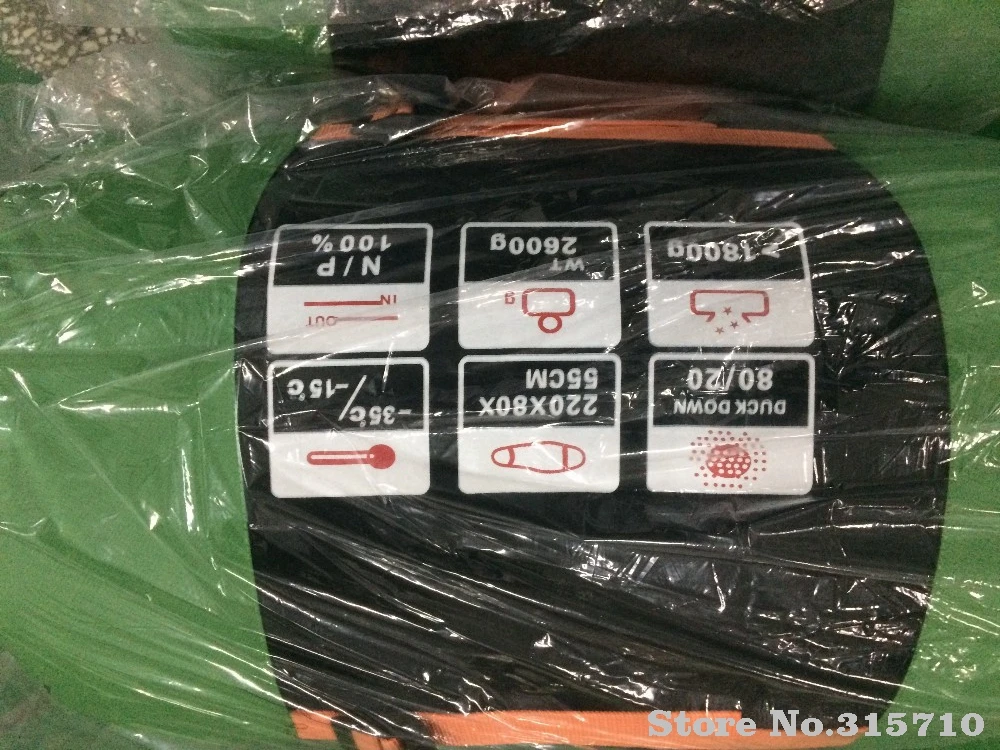 DUCK DOWN
80/20
220X80X
55CM
-35°C/-15°C
1800g
g
WT
2600g
OUT
IN
N/P
100%
Store No.315710